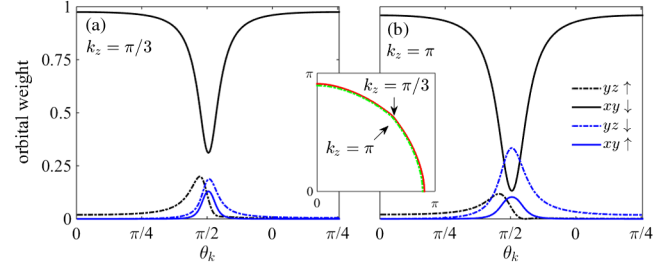 orbital weight
1
0.75
0.5
0.25
0
(a)
k_z = π/3
0 π/4 π/2 0 π/4
θ_k
(b)
k_z = π
yz ↑
xy ↓
yz ↓
xy ↑
0 π/4 π/2 0 π/4
θ_k
π
k_z = π/3
k_z = π
0
0 π